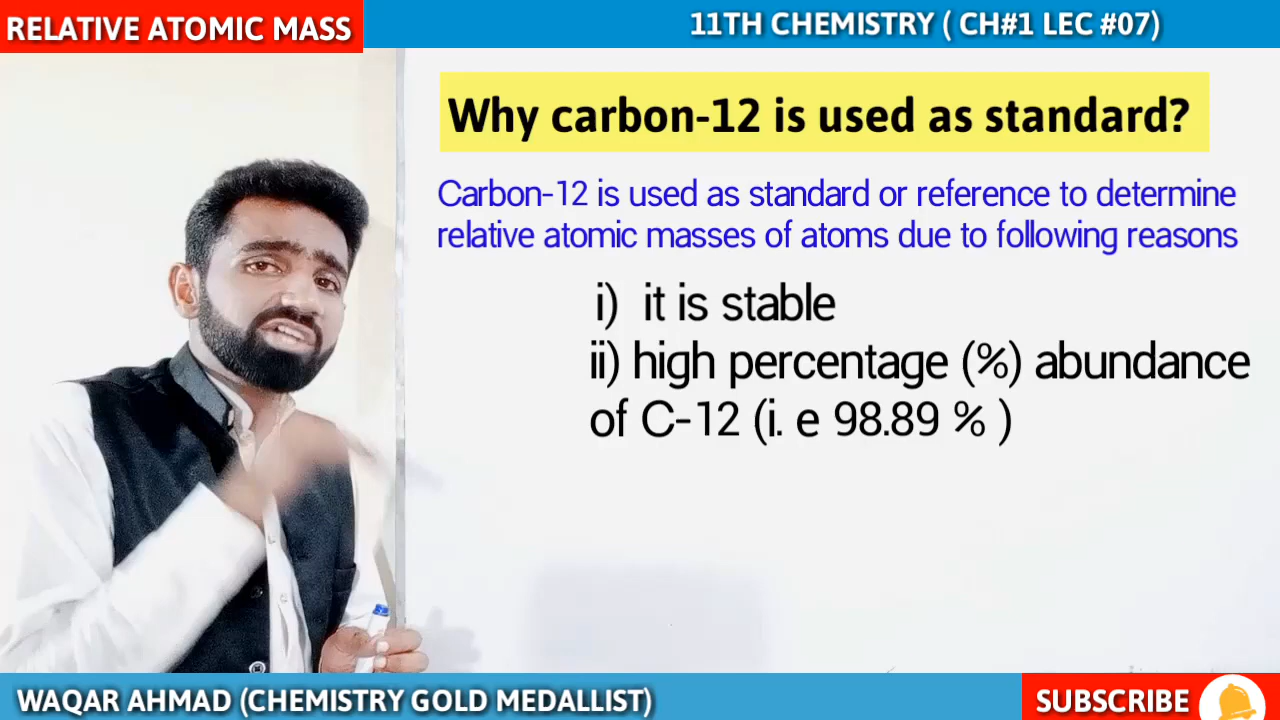 RELATIVE ATOMIC MASS
11TH CHEMISTRY ( CH#1 LEC #07)
Why carbon-12 is used as standard?
Carbon-12 is used as standard or reference to determine
relative atomic masses of atoms due to following reasons
i) it is stable
ii) high percentage (%) abundance
of C-12 (i. e 98.89 % )
WAQAR AHMAD (CHEMISTRY GOLD MEDALLIST)
SUBSCRIBE